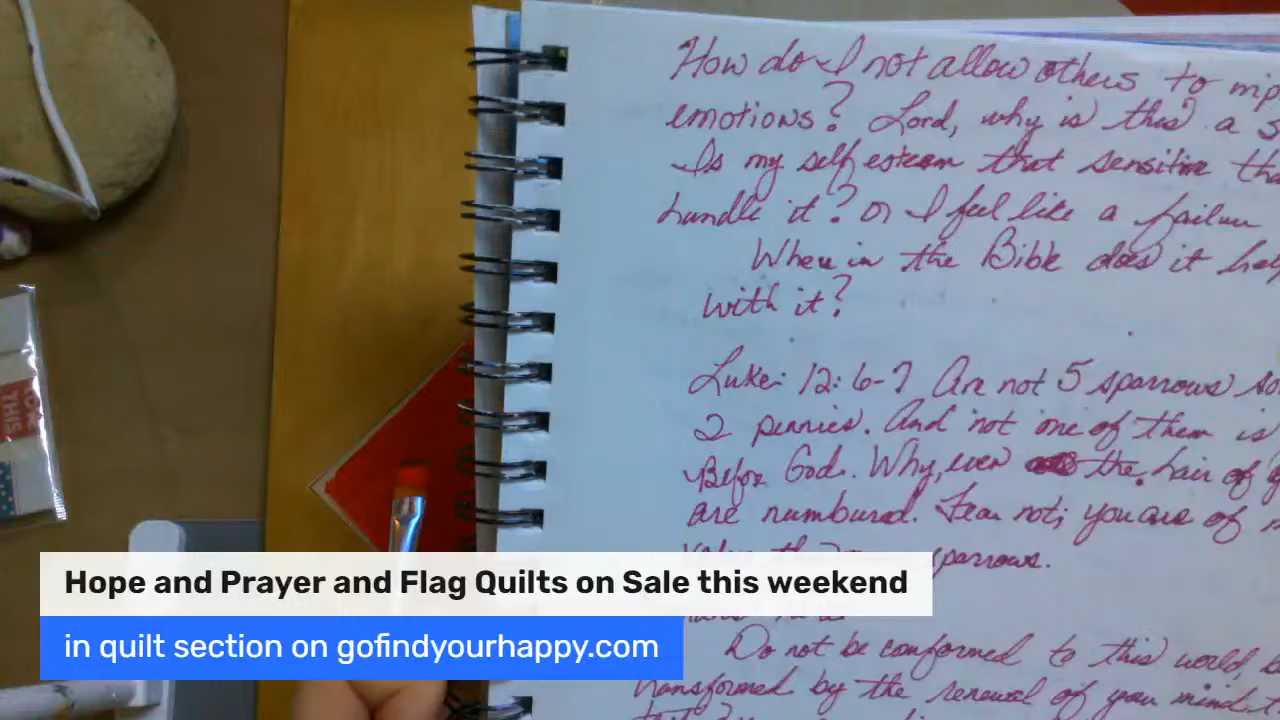 How do I not allow others to
emotions? Lord, why is this a
Is my self esteem that sensitive
handle it? or I feel like a failure
Where in the Bible does it
with it?
Luke: 12:6-7 Are not 5 sparrows
2 pennies. And not one of them is
Before God. Why, even the hair of
are numbured. Fear not; you are of
sparrows.
Do not be conformed to this world,
transformed by the renewal of your mind
THIS
Hope and Prayer and Flag Quilts on Sale this weekend
in quilt section on gofindyourhappy.com